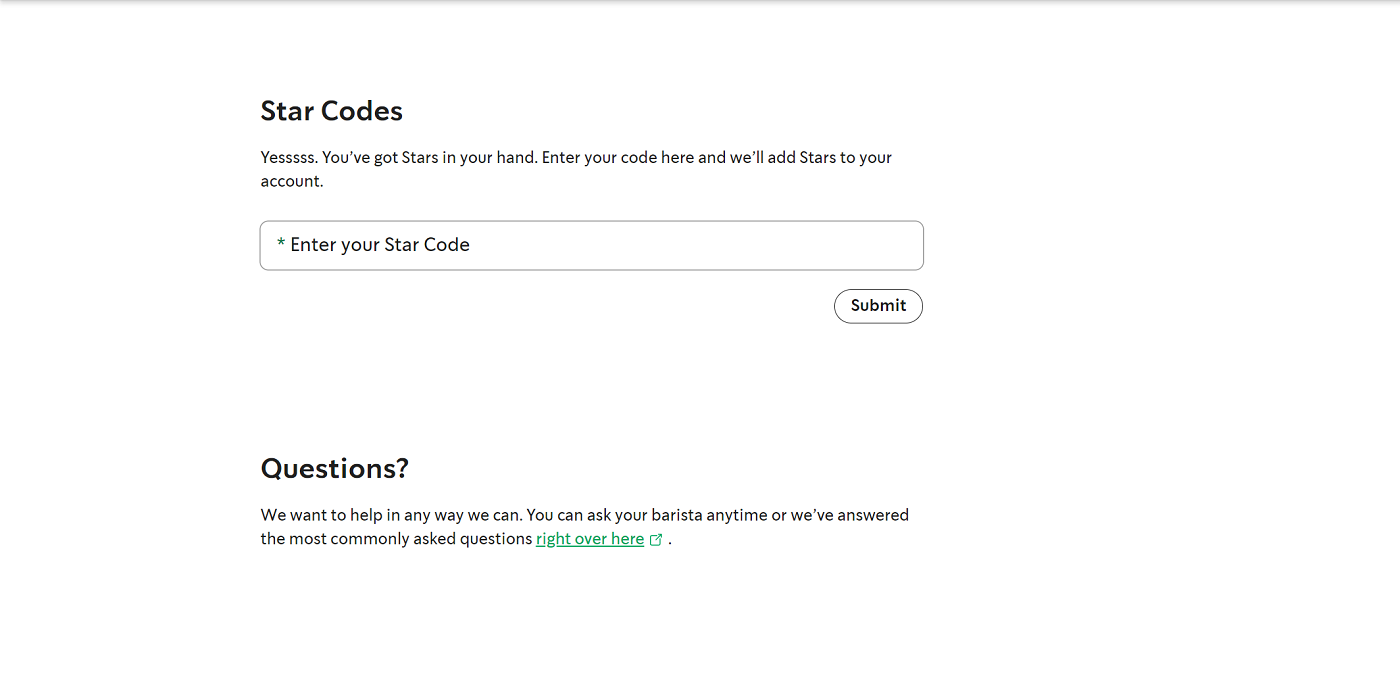 Star Codes
Yesssss. You’ve got Stars in your hand. Enter your code here and we’ll add Stars to your
account.
* Enter your Star Code
Submit
Questions?
We want to help in any way we can. You can ask your barista anytime or we’ve answered
the most commonly asked questions right over here .